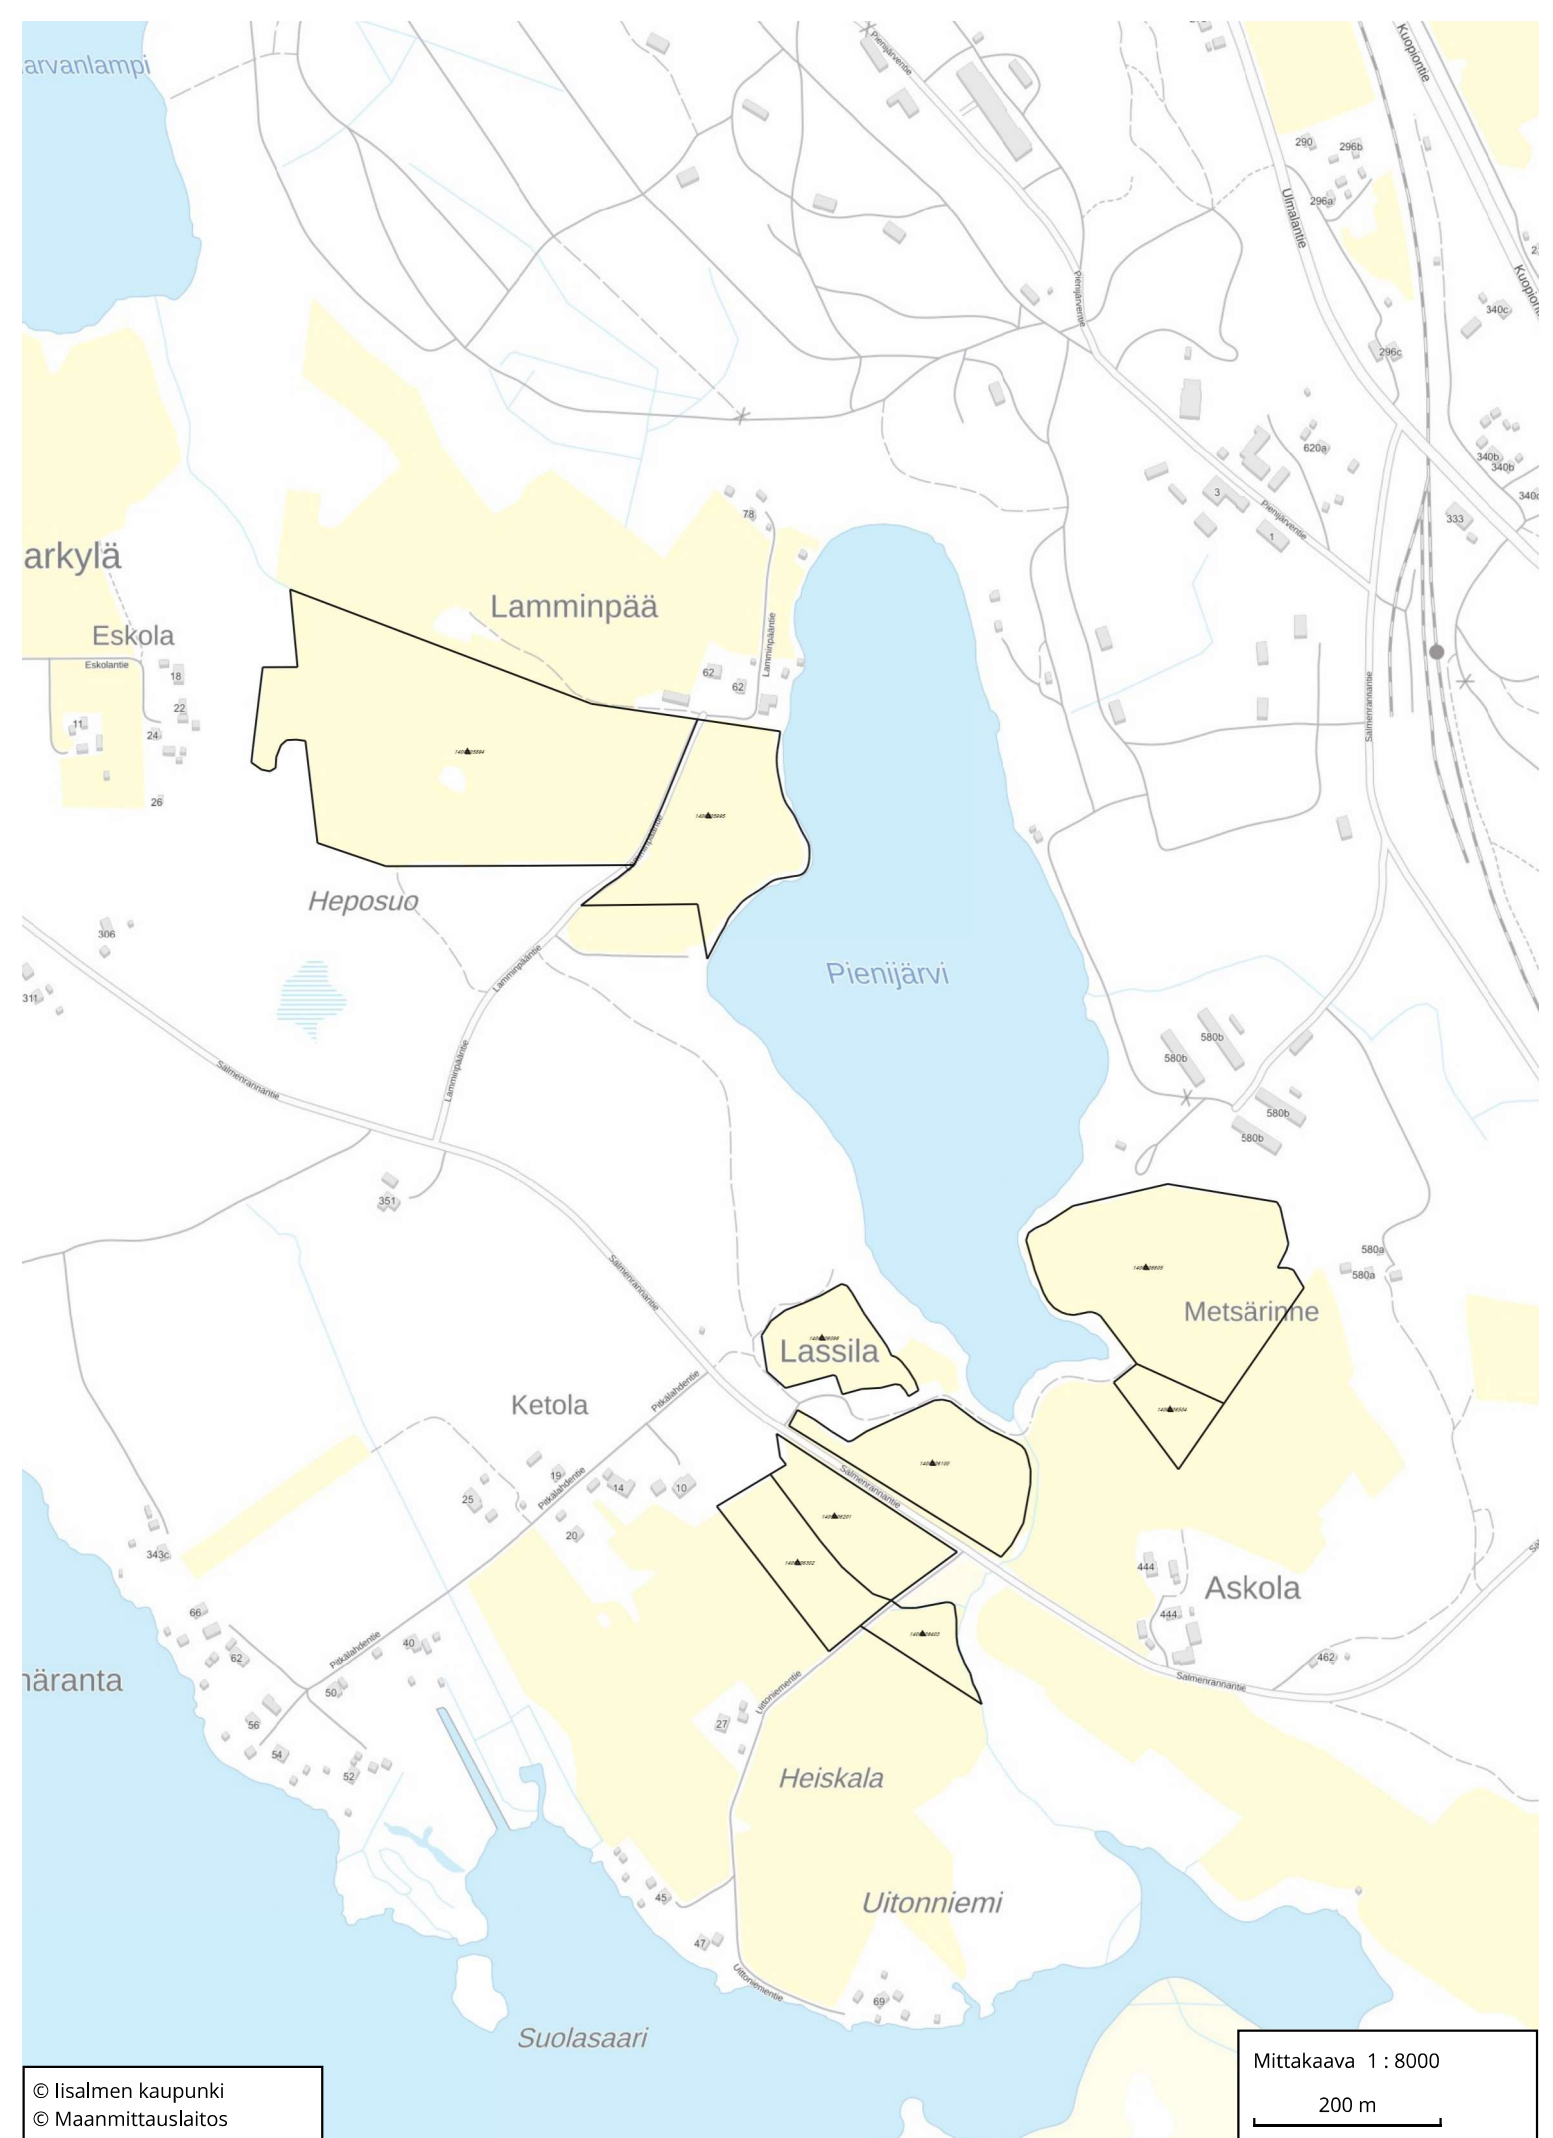 arvanlampi
Pienijärventie
Kuopiontie
290
296b
296a
Ulmalantie
Pienijärventie
340c
296c
620a
340b
340b
78
3
Pienijärventie
333
1
arkylä
Lamminpää
Eskola
Eskolantie
18
62
62
Lamminpääntie
22
11
24
26
Salmenrannantie
Lamminpääntie
Heposuo
306
311
Lamminpääntie
Pienijärvi
580b
580b
580b
580b
Salmenrannantie
Lamminpääntie
351
580a
580a
Metsärinne
Salmenrannantie
Lassila
Ketola
Pitkälahdentie
Salmenrannantie
19
14
10
25
Pitkälahdentie
20
343c
444
Askola
444
66
40
62
Pitkälahdentie
50
462
Salmenrannantie
Uitonniementie
27
56
54
52
Heiskala
45
Uitonniemi
47
Uittoniementie
69
Suolasaari
Mittakaava 1 : 8000
200 m
© Iisalmen kaupunki
© Maanmittauslaitos